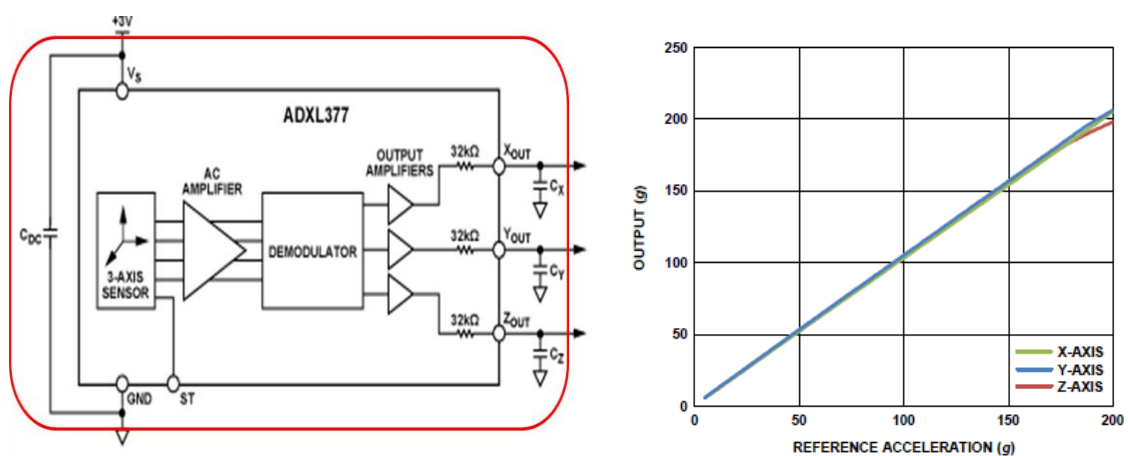 +3V
VS
ADXL377
OUTPUT
AMPLIFIERS
AC
AMPLIFIER
32kΩ
XOUT
CX
CDC
DEMODULATOR
32kΩ
YOUT
CY
3-AXIS
SENSOR
32kΩ
ZOUT
CZ
GND
ST
250
200
150
100
50
0
OUTPUT (g)
X-AXIS
Y-AXIS
Z-AXIS
0 50 100 150 200
REFERENCE ACCELERATION (g)